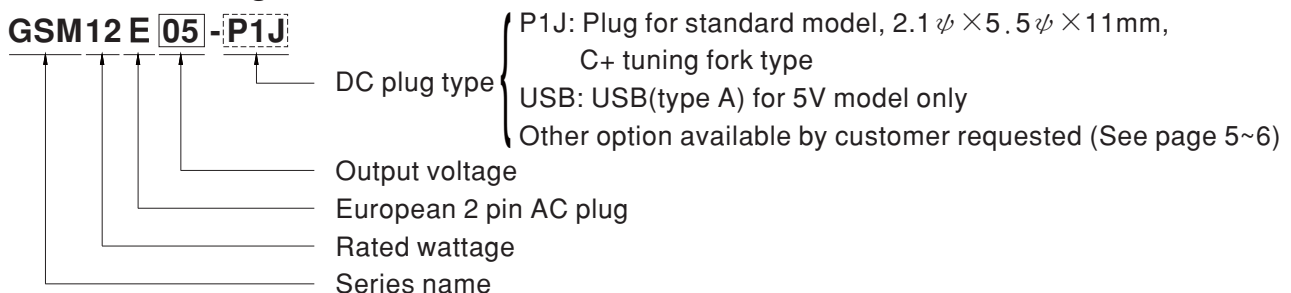 GSM12 E 05 - P1J
P1J: Plug for standard model, 2.1ψ×5.5ψ×11mm,
C+ tuning fork type
DC plug type
USB: USB(type A) for 5V model only
Other option available by customer requested (See page 5~6)
Output voltage
European 2 pin AC plug
Rated wattage
Series name